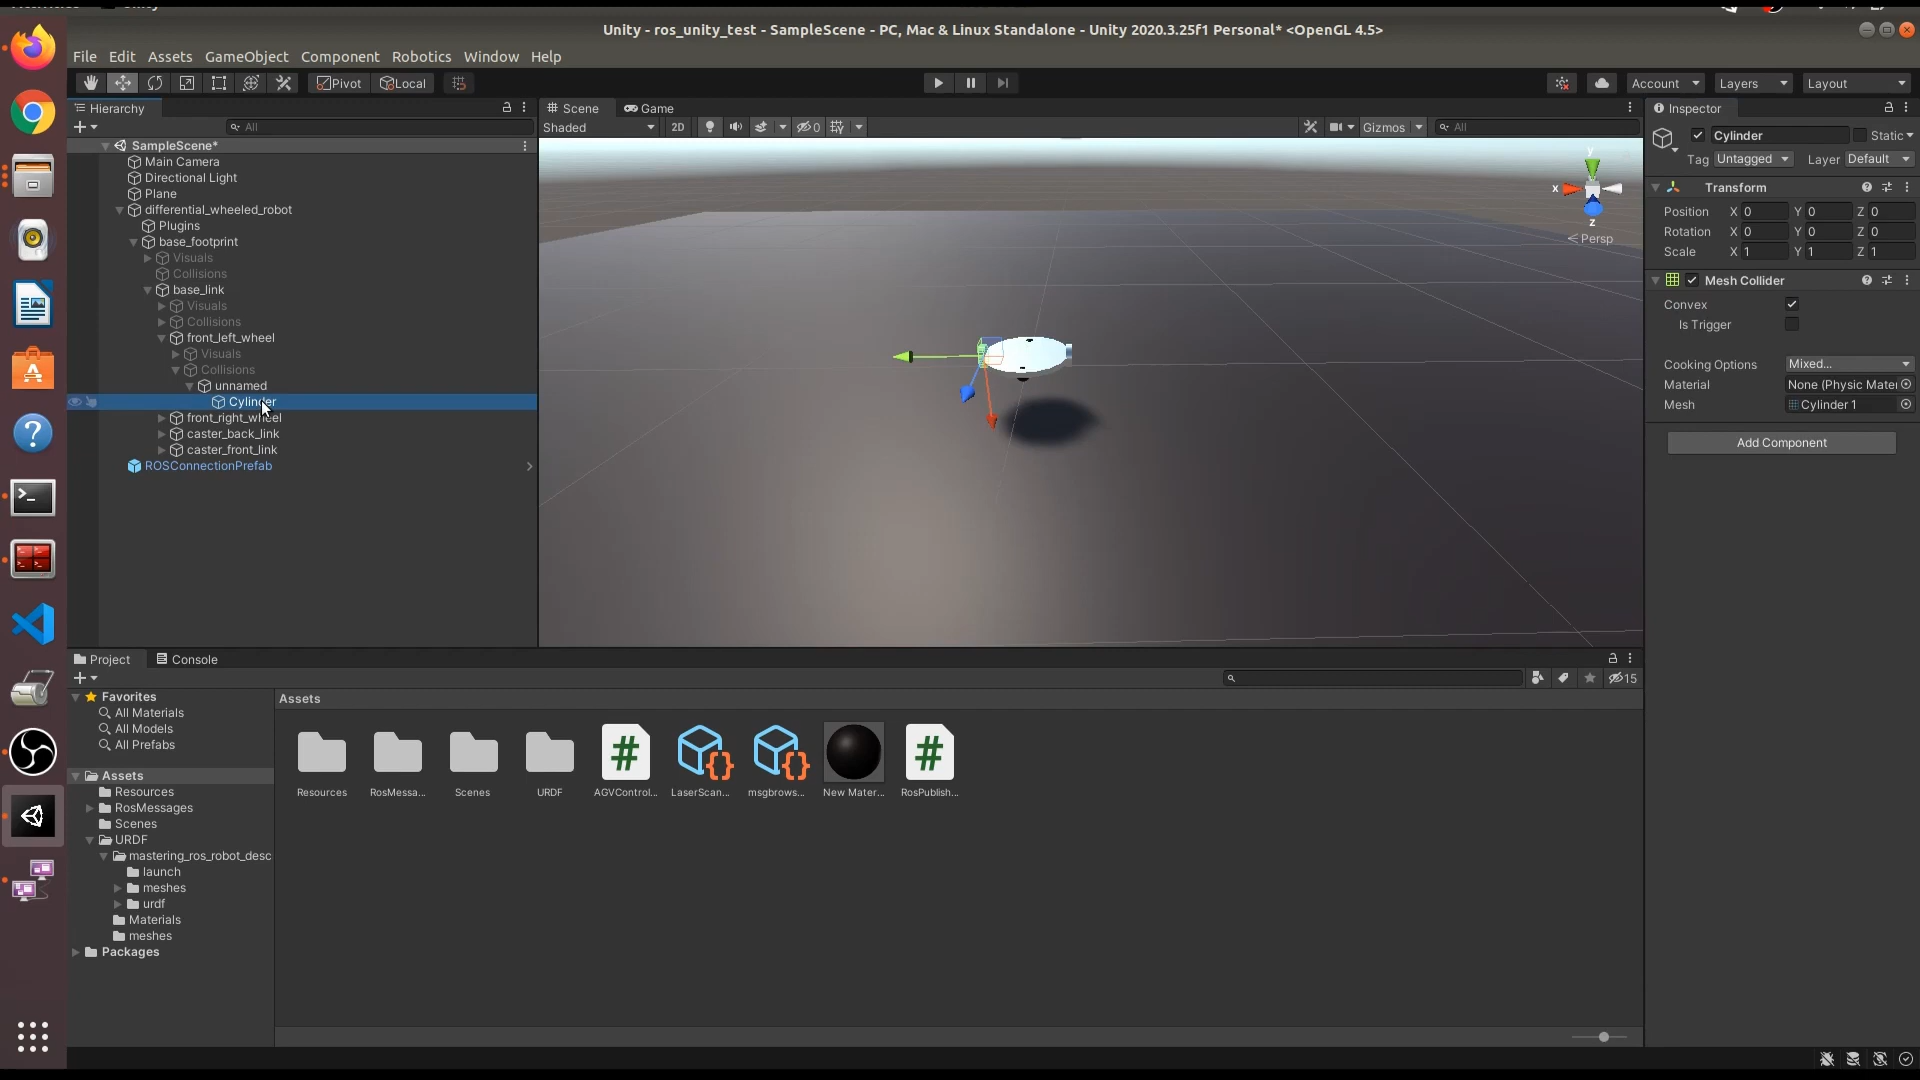 Unity - ros_unity_test - SampleScene - PC, Mac & Linux Standalone - Unity 2020.3.25f1 Personal* <OpenGL 4.5>
File Edit Assets GameObject Component Robotics Window Help
Pivot Local Account Layers Layout
Hierarchy
All
SampleScene*
Main Camera
Directional Light
Plane
differential_wheeled_robot
Plugins
base_footprint
Visuals
Collisions
base_link
Visuals
Collisions
front_left_wheel
Visuals
Collisions
unnamed
Cylinder
front_right_wheel
caster_back_link
caster_front_link
ROSConnectionPrefab
Scene Game
Shaded 2D 0 Gizmos All
y
x
z
< Persp
Inspector
Cylinder Static
Tag Untagged Layer Default
Transform
Position X 0 Y 0 Z 0
Rotation X 0 Y 0 Z 0
Scale X 1 Y 1 Z 1
Mesh Collider
Convex
Is Trigger
Cooking Options Mixed...
Material None (Physic Mater
Mesh Cylinder 1
Add Component
Project Console
15
Favorites
All Materials
All Models
All Prefabs
Assets
Resources
RosMessages
Scenes
URDF
mastering_ros_robot_desc
launch
meshes
urdf
Materials
meshes
Packages
Assets
Resources RosMessa... Scenes URDF AGVControl... LaserScan... msgbrows... New Mater... RosPublish...